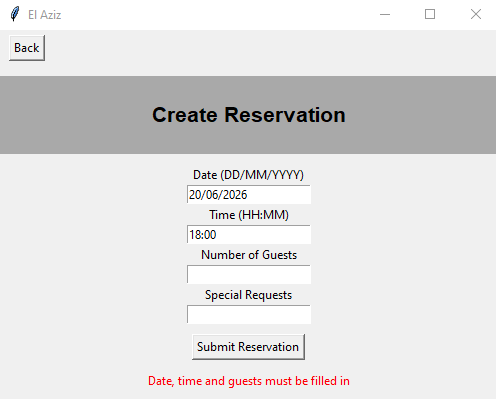 El Aziz
Back
Create Reservation
Date (DD/MM/YYYY)
20/06/2026
Time (HH:MM)
18:00
Number of Guests
Special Requests
Submit Reservation
Date, time and guests must be filled in